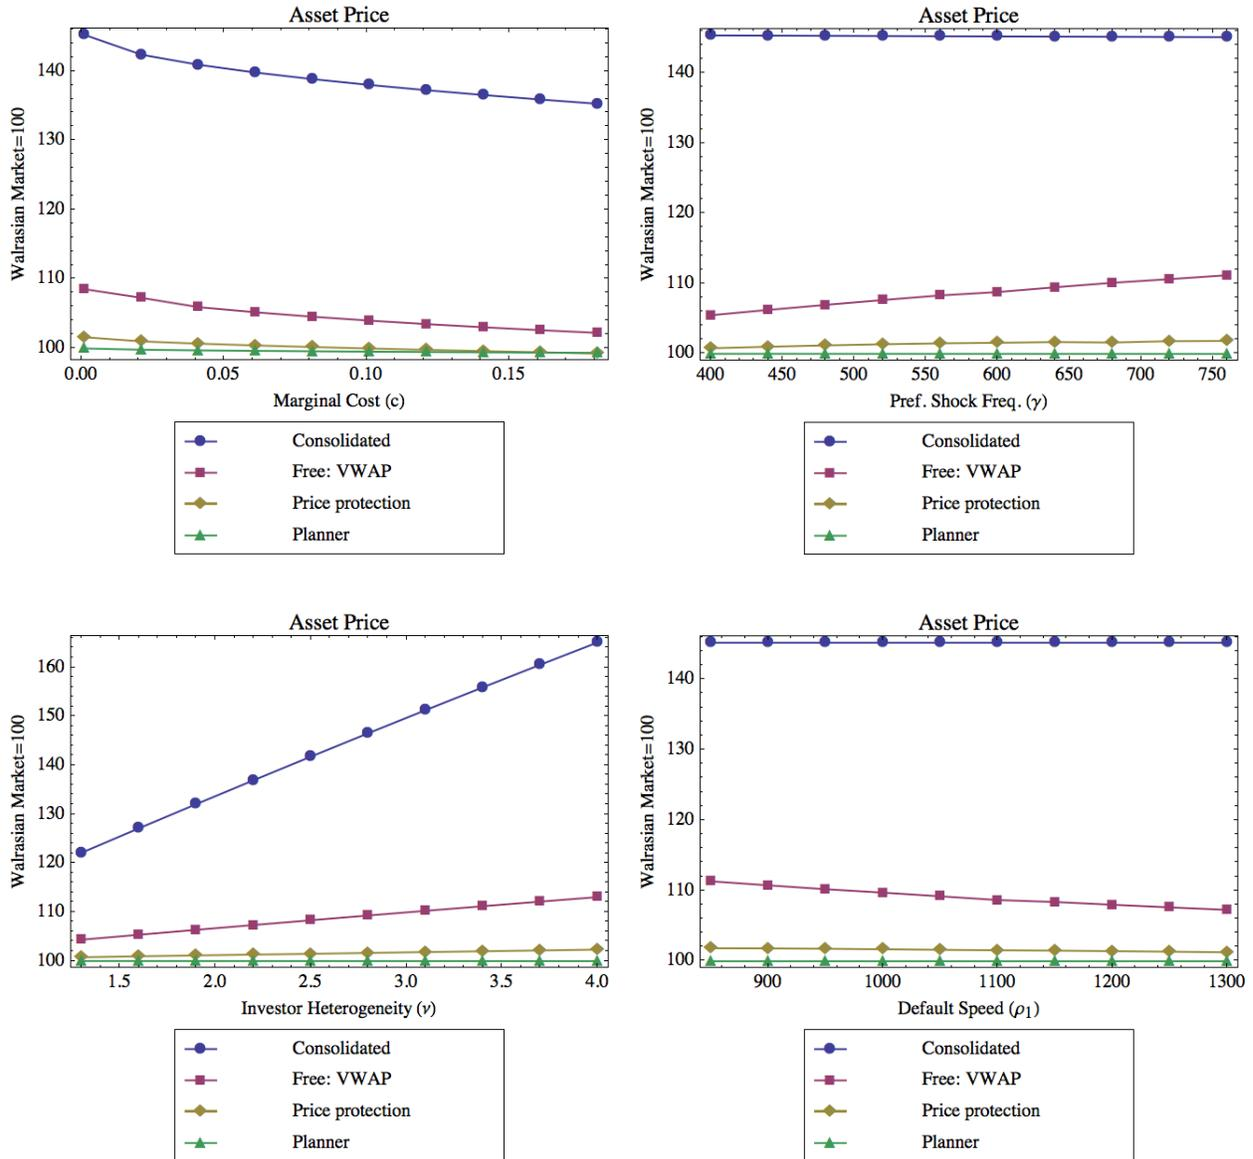 Asset Price
Walrasian Market=100
140
130
120
110
100
0.00 0.05 0.10 0.15
Marginal Cost (c)
Consolidated
Free: VWAP
Price protection
Planner
Asset Price
Walrasian Market=100
140
130
120
110
100
400 450 500 550 600 650 700 750
Pref. Shock Freq. (γ)
Consolidated
Free: VWAP
Price protection
Planner
Asset Price
Walrasian Market=100
160
150
140
130
120
110
100
1.5 2.0 2.5 3.0 3.5 4.0
Investor Heterogeneity (ν)
Consolidated
Free: VWAP
Price protection
Planner
Asset Price
Walrasian Market=100
140
130
120
110
100
900 1000 1100 1200 1300
Default Speed (ρ1)
Consolidated
Free: VWAP
Price protection
Planner